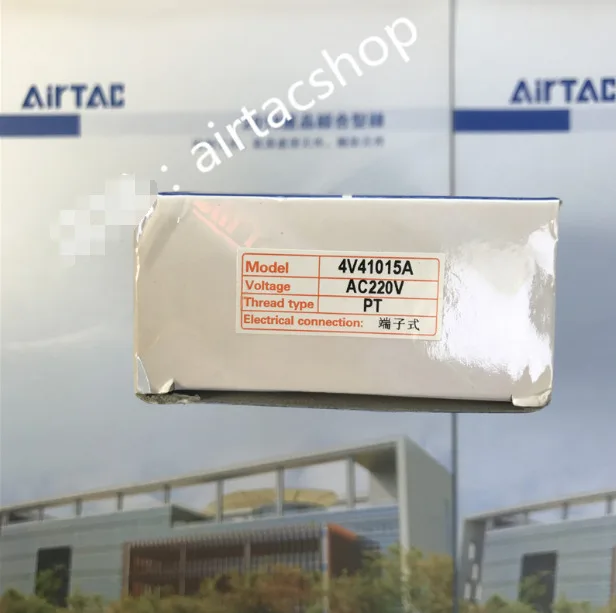 airtacshop
AirTAC
AirTAC
Model 4V41015A
Voltage AC220V
Thread type PT
Electrical connection: 端子式